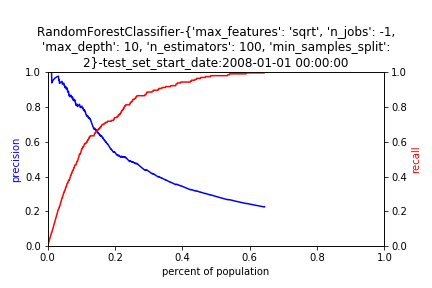 RandomForestClassifier-{'max_features': 'sqrt', 'n_jobs': -1,
'max_depth': 10, 'n_estimators': 100, 'min_samples_split':
2}-test_set_start_date:2008-01-01 00:00:00
1.0
0.8
0.6
0.4
0.2
0.0
precision
1.0
0.8
0.6
0.4
0.2
0.0
recall
0.0 0.2 0.4 0.6 0.8 1.0
percent of population